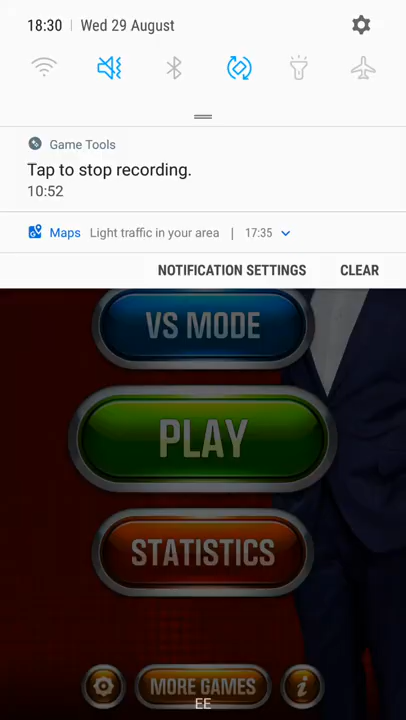 18:30 | Wed 29 August
Game Tools
Tap to stop recording.
10:52
Maps Light traffic in your area | 17:35
NOTIFICATION SETTINGS CLEAR
VS MODE
PLAY
STATISTICS
MORE GAMES
EE